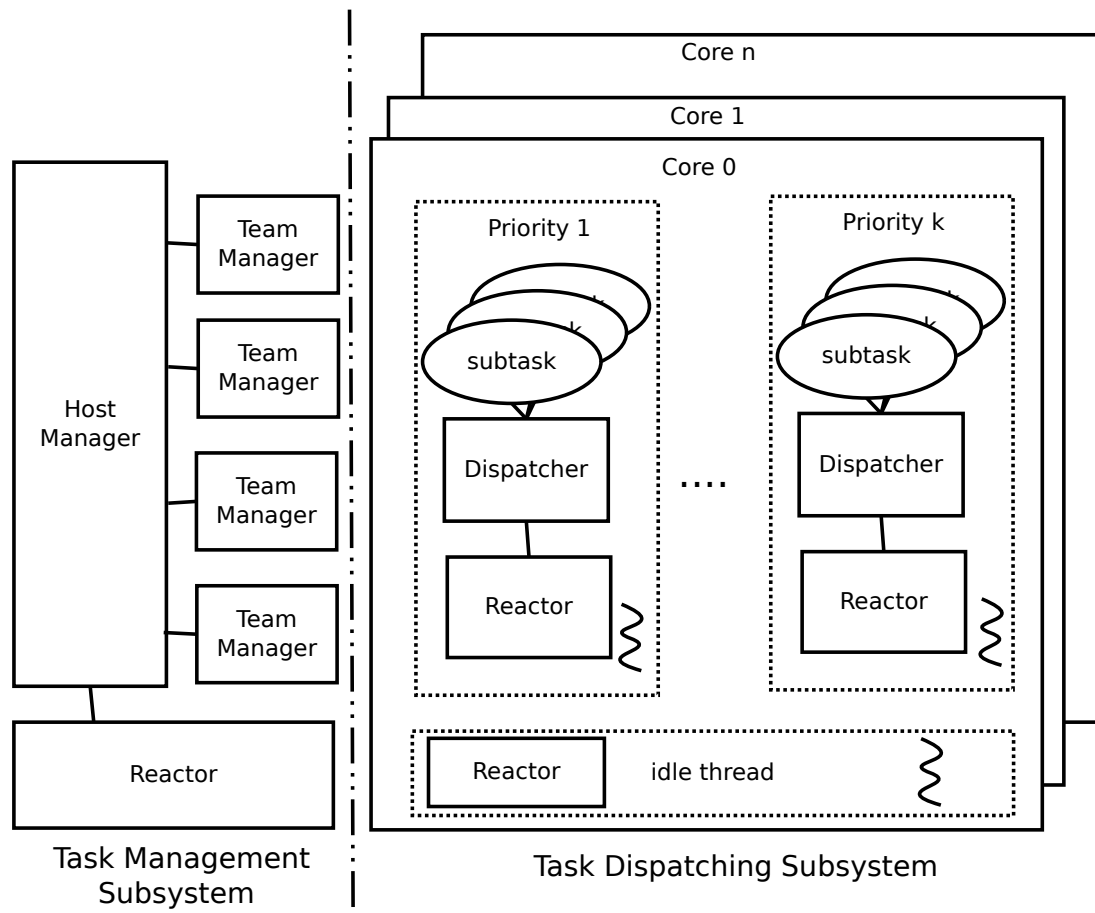 Core n
Core 1
Core 0
Host
Manager
Team
Manager
Team
Manager
Team
Manager
Team
Manager
Reactor
Task Management
Subsystem
Priority 1
k
k
subtask
Dispatcher
Reactor
....
Priority k
k
k
subtask
Dispatcher
Reactor
Reactor
idle thread
Task Dispatching Subsystem